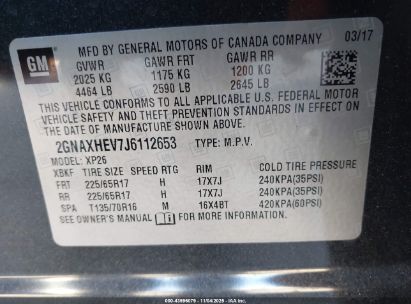 GM
MFD BY GENERAL MOTORS OF CANADA COMPANY 03/17
GVWR GAWR FRT GAWR RR
2025 KG 1175 KG 1200 KG
4464 LB 2590 LB 2645 LB
THIS VEHICLE CONFORMS TO ALL APPLICABLE U.S. FEDERAL MOTOR
VEHICLE SAFETY, BUMPER, AND THEFT PREVENTION STANDARDS IN EFFECT
ON THE DATE OF MANUFACTURE SHOWN ABOVE.
2GNAXHEV7J6112653 TYPE: M.P.V.
MODEL: XP26
XBKF TIRE SIZE SPEED RTG RIM COLD TIRE PRESSURE
FRT 225/65R17 H 17X7J 240KPA(35PSI)
RR 225/65R17 H 17X7J 240KPA(35PSI)
SPA T135/70R16 M 16X4BT 420KPA(60PSI)
SEE OWNER'S MANUAL FOR MORE INFORMATION.